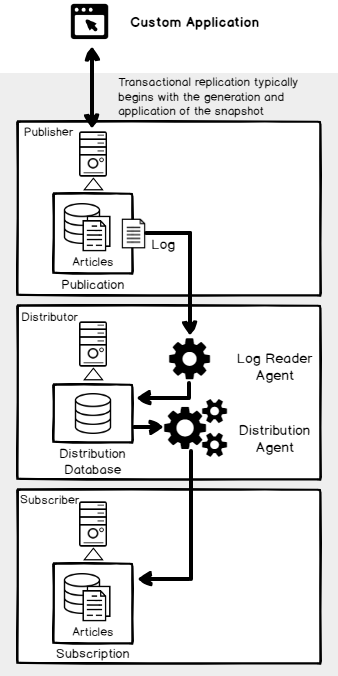 Custom Application
Transactional replication typically
begins with the generation and
application of the snapshot
Publisher
Log
Articles
Publication
Distributor
Log Reader
Agent
Distribution
Agent
Distribution
Database
Subscriber
Articles
Subscription